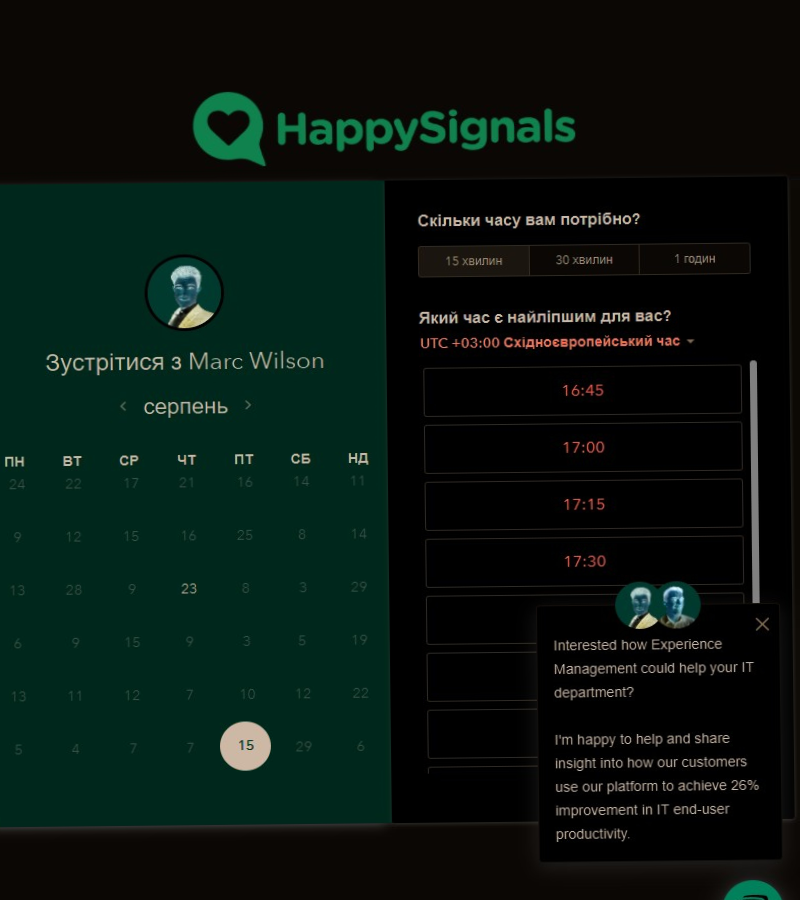 HappySignals
Зустрітися з Marc Wilson
серпень
ПН ВТ СР ЧТ ПТ СБ НД
24 22 17 21 16 14 11
9 12 15 16 25 8 14
13 28 9 23 8 3 29
6 9 15 9 3 5 19
13 11 12 7 10 12 22
5 4 7 7 15 29 6
Скільки часу вам потрібно?
15 хвилин 30 хвилин 1 годин
Який час є найліпшим для вас?
UTC +03:00 Східноєвропейський час
16:45
17:00
17:15
17:30
Interested how Experience
Management could help your IT
department?
I'm happy to help and share
insight into how our customers
use our platform to achieve 26%
improvement in IT end-user
productivity.